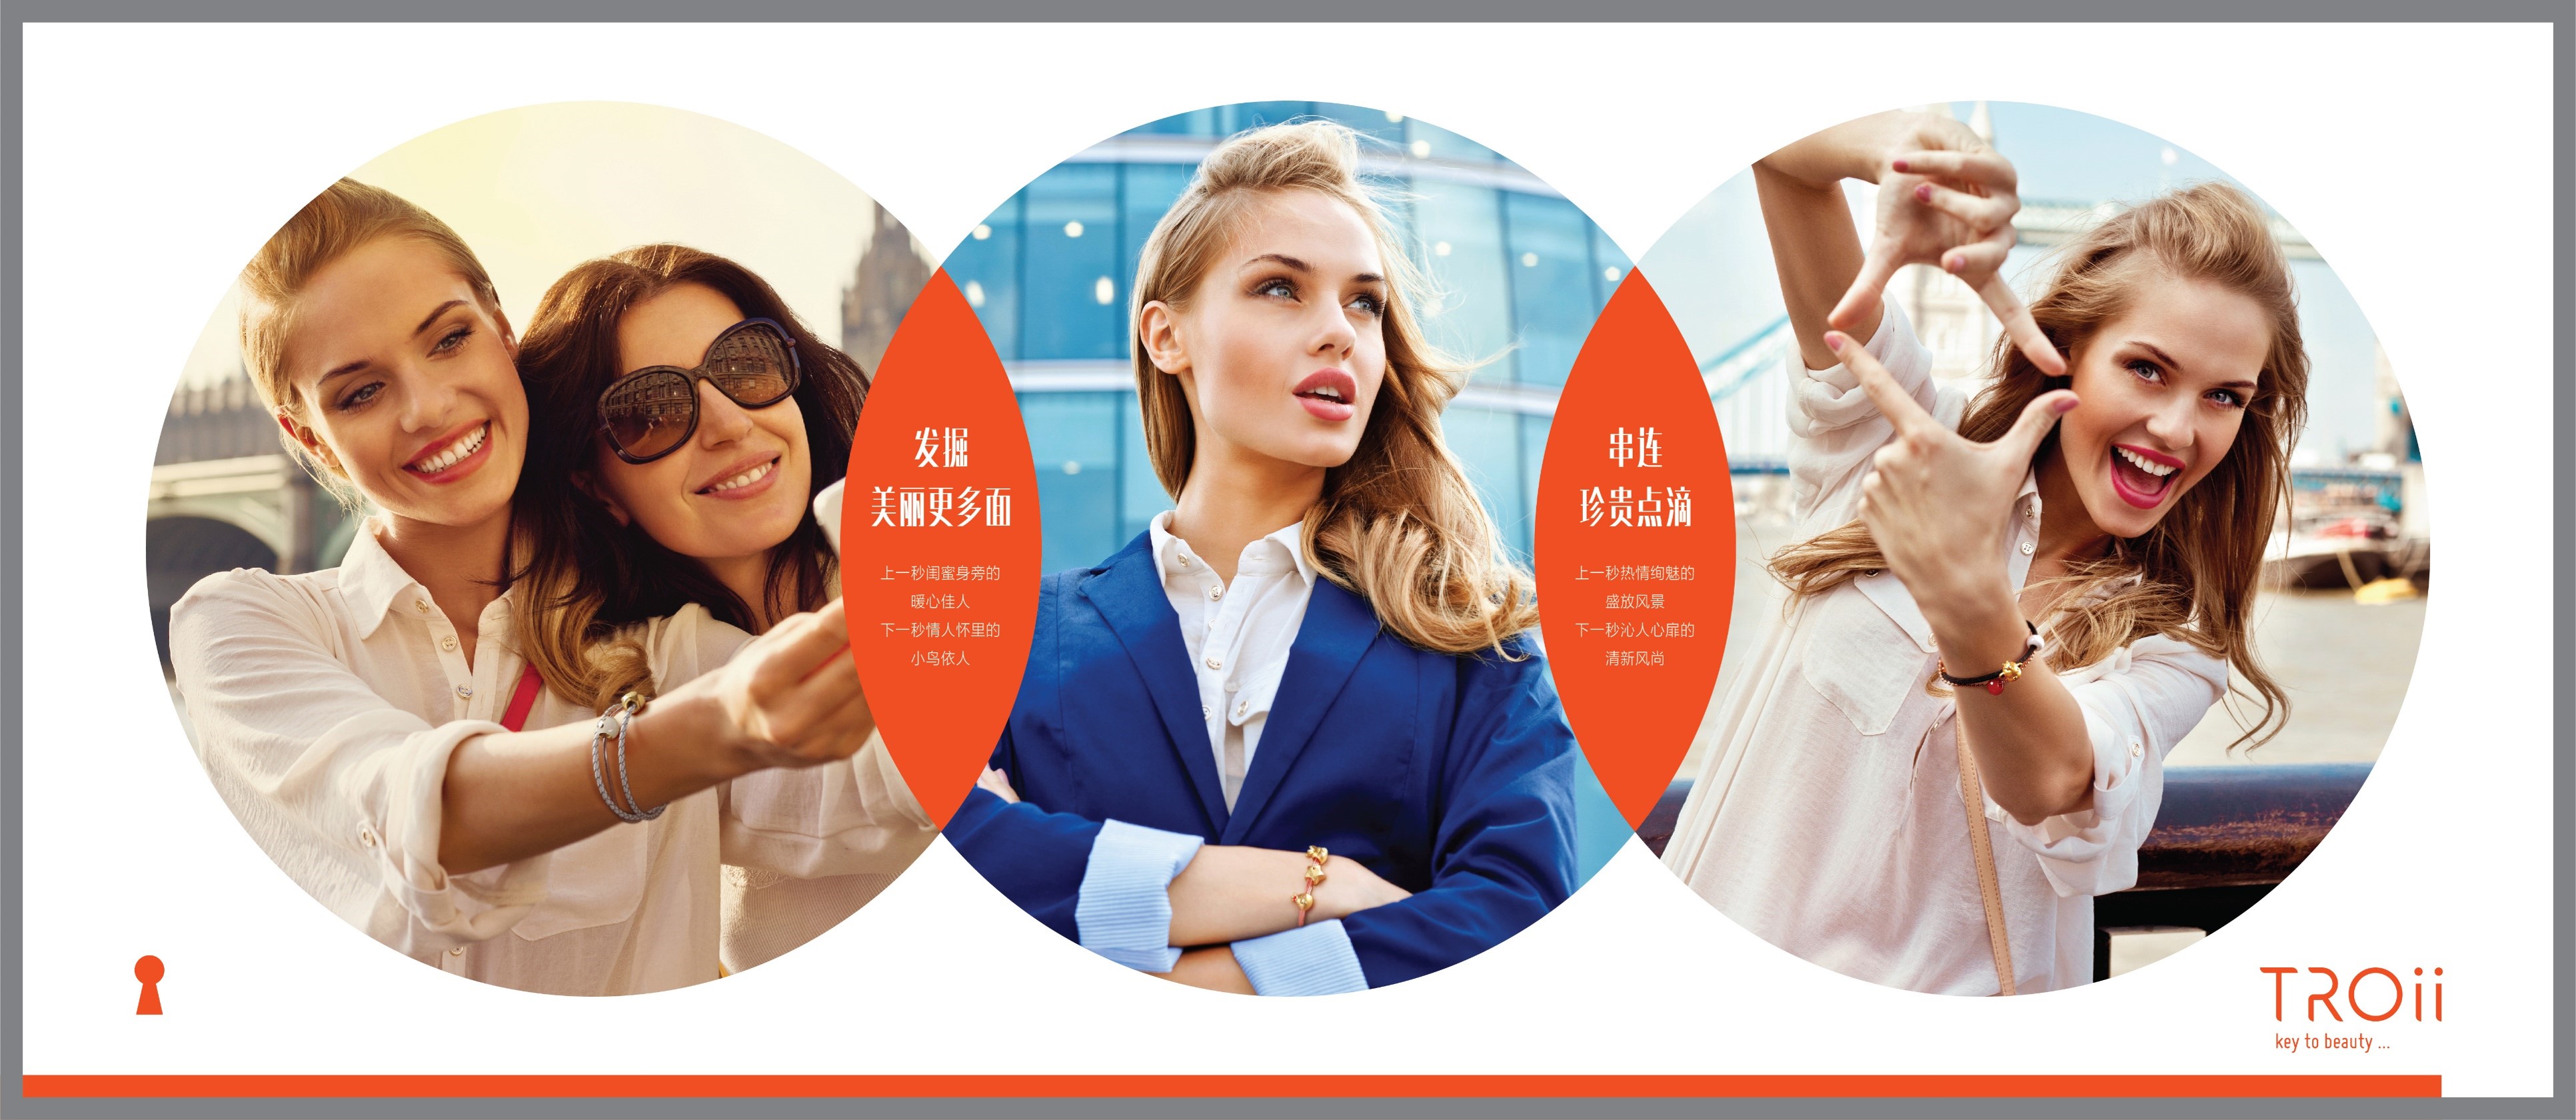 发掘
美丽更多面
上一秒闺蜜身旁的
暖心佳人
下一秒情人怀里的
小鸟依人
串连
珍贵点滴
上一秒热情绚魅的
盛放风景
下一秒沁人心扉的
清新风尚
TROii
key to beauty ...